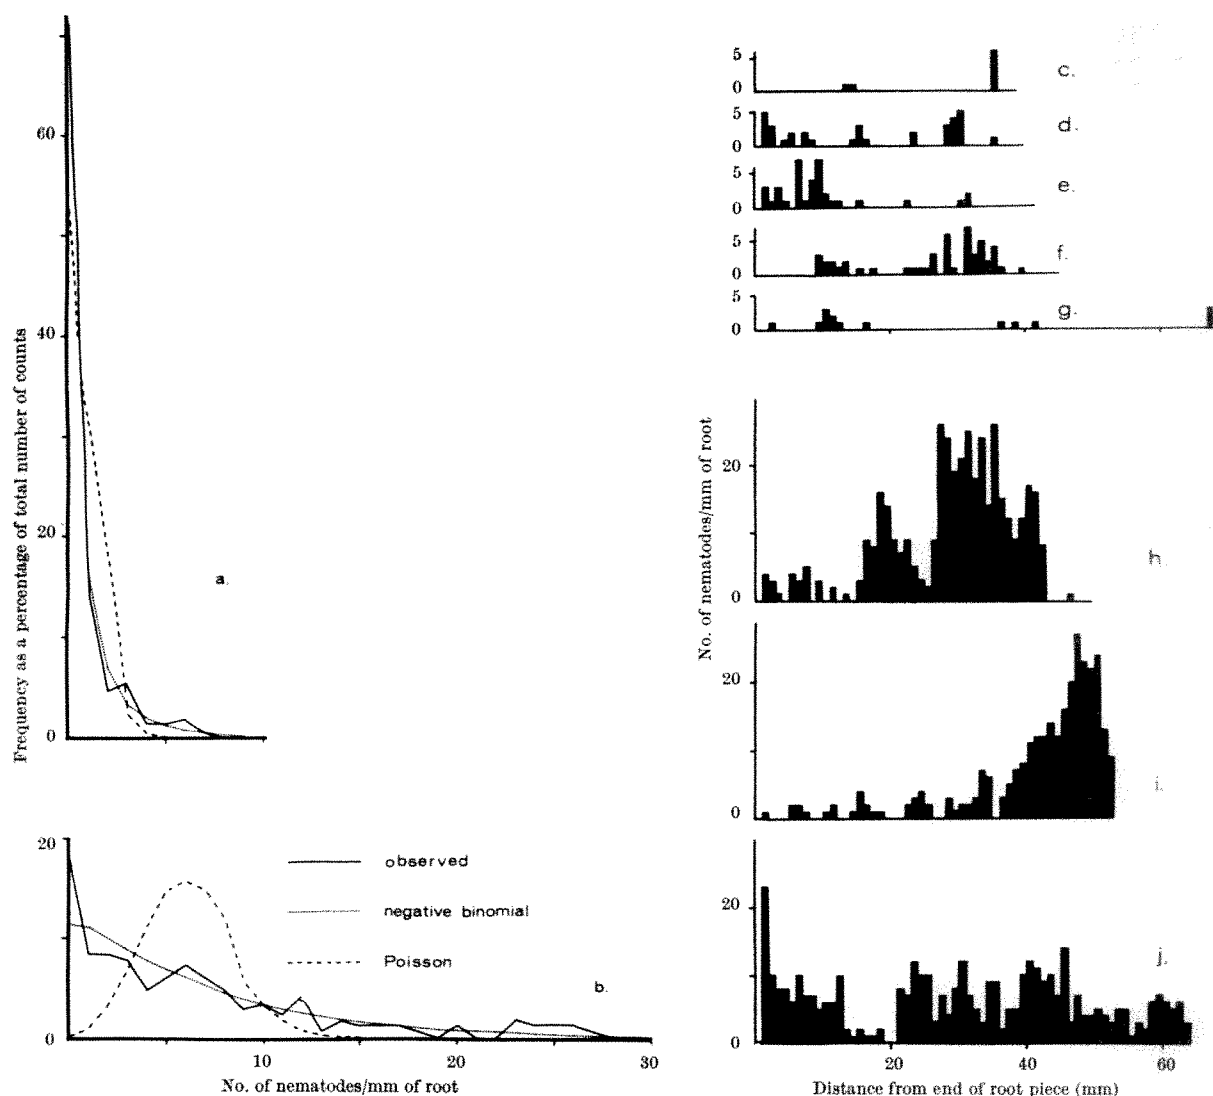 Frequency as a percentage of total number of counts
60
40
20
0
a.
20
0
observed
negative binomial
Poisson
b.
10
20
30
No. of nematodes/mm of root
5
0
c.
5
0
d.
5
0
e.
5
0
f.
5
0
g.
No. of nematodes/mm of root
20
0
h.
20
0
i.
20
0
j.
20
40
60
Distance from end of root piece (mm)